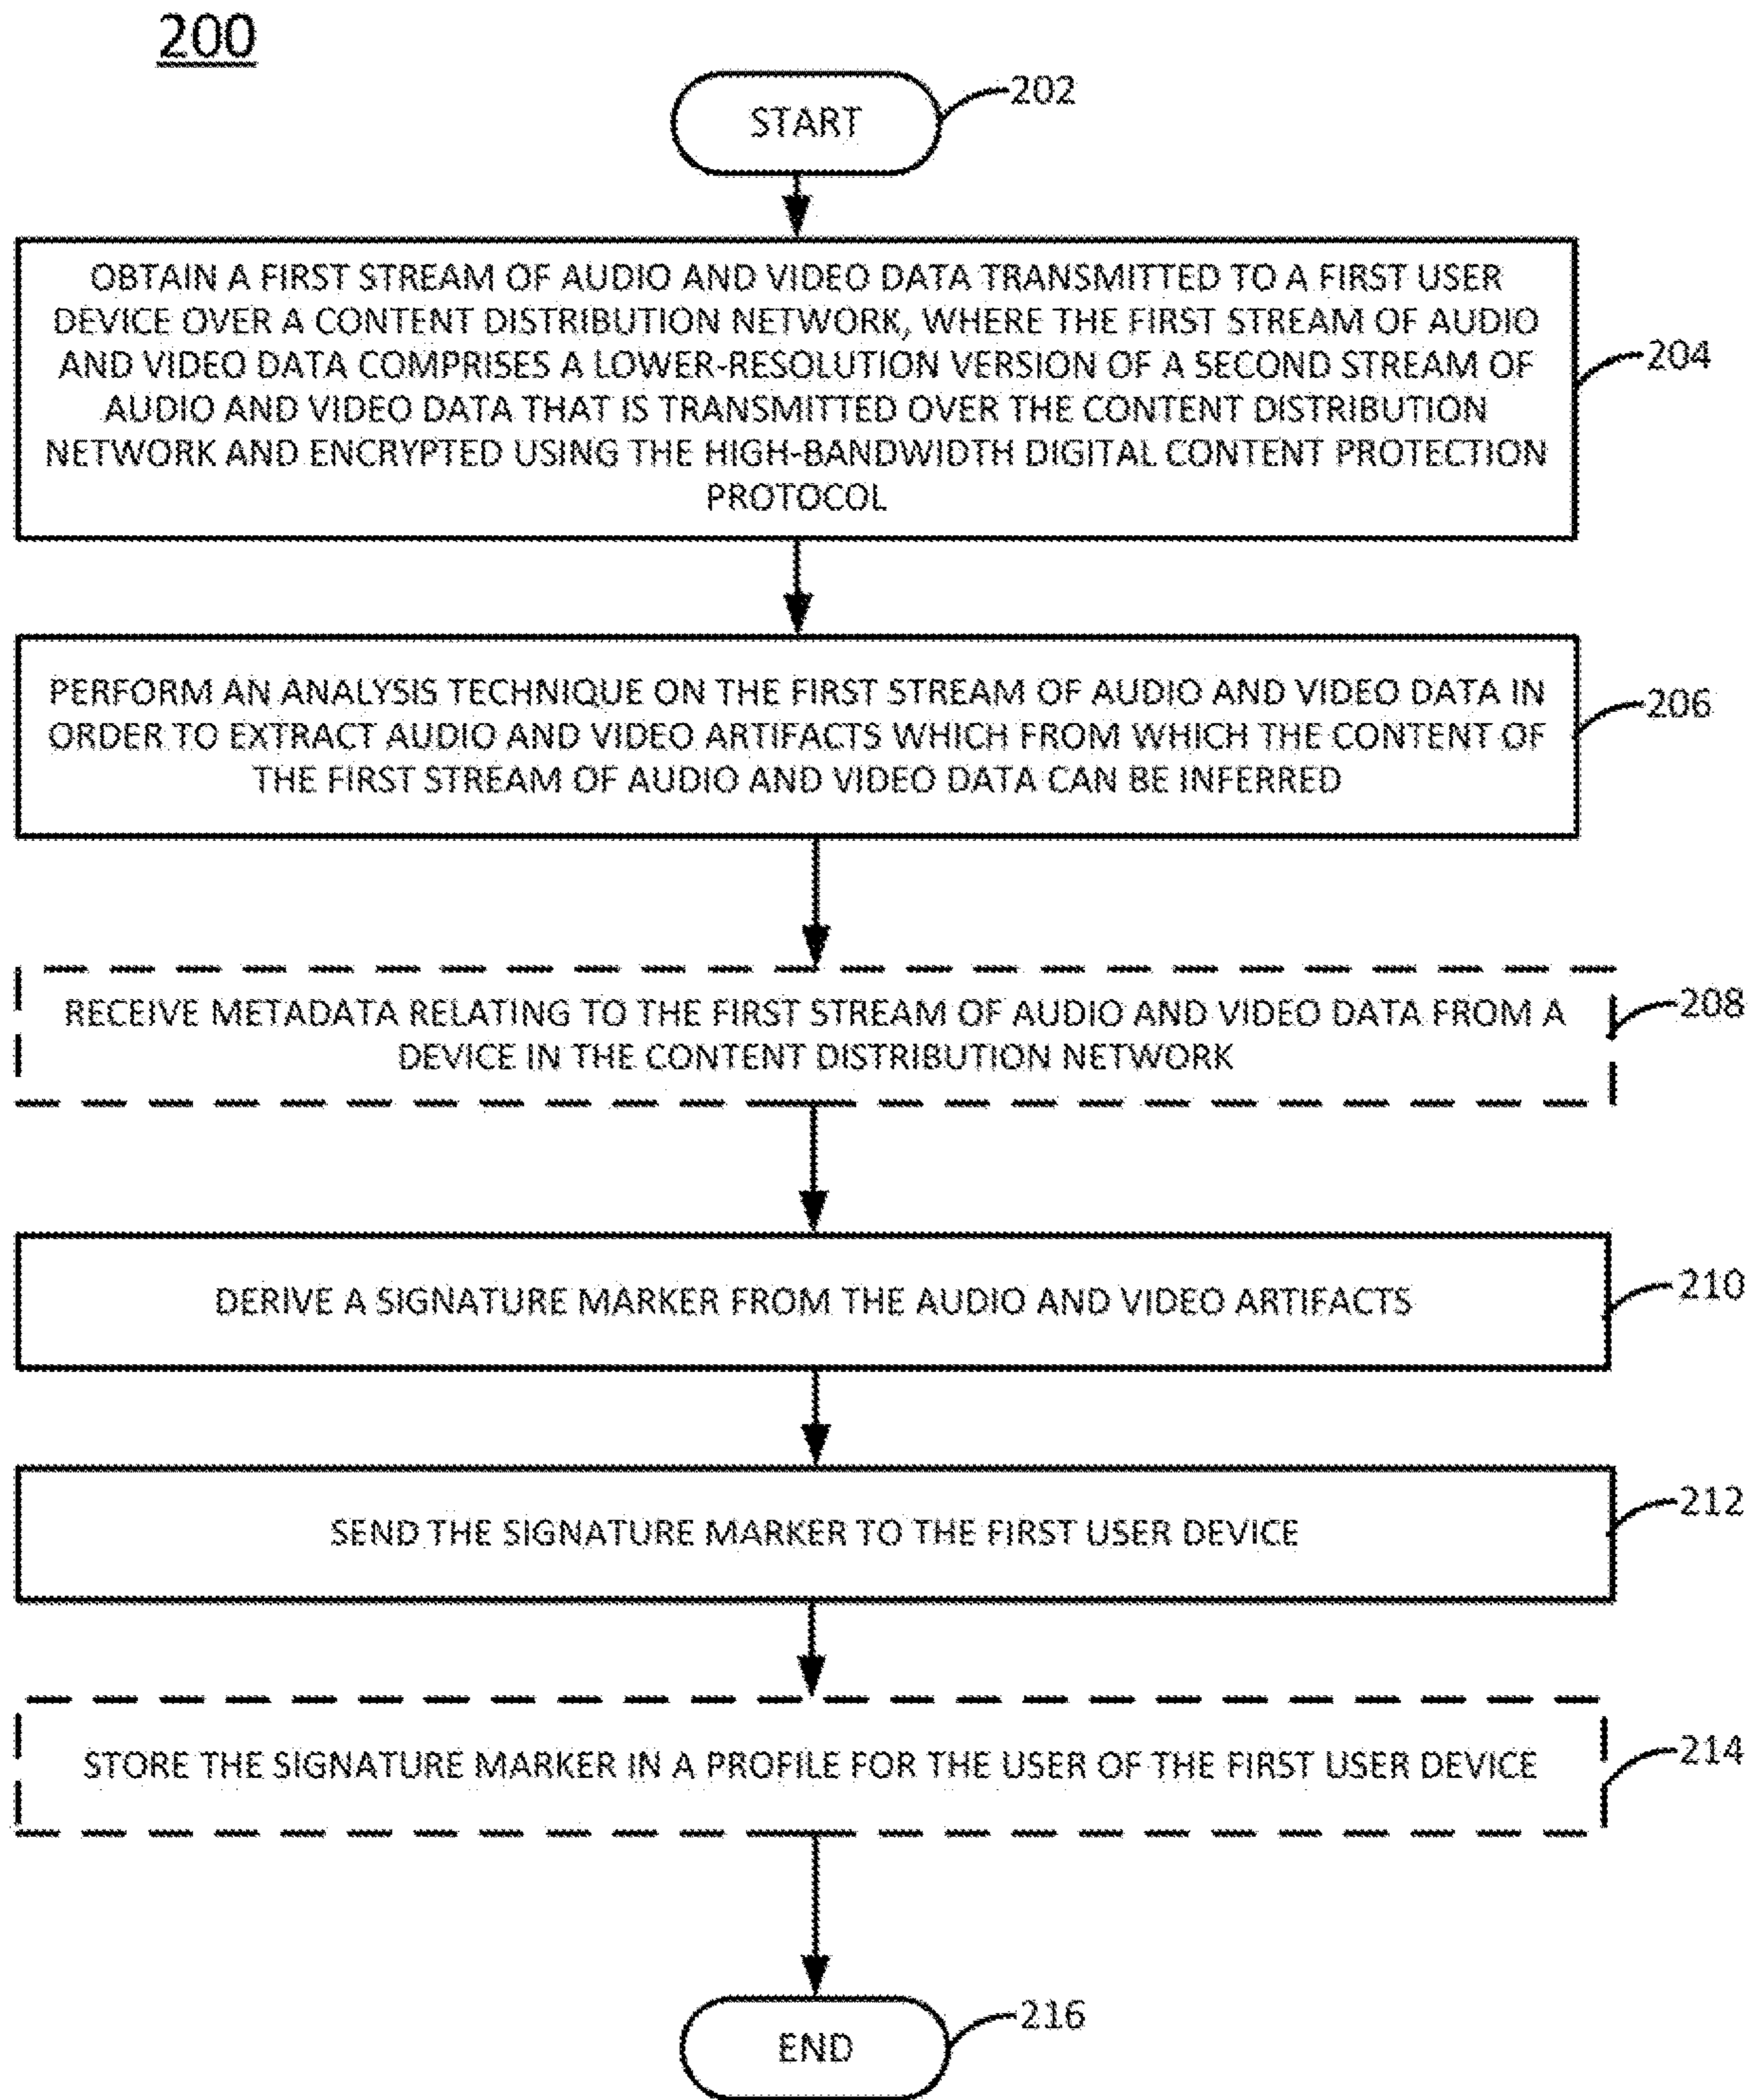 200
START
202
OBTAIN A FIRST STREAM OF AUDIO AND VIDEO DATA TRANSMITTED TO A FIRST USER
DEVICE OVER A CONTENT DISTRIBUTION NETWORK, WHERE THE FIRST STREAM OF AUDIO
AND VIDEO DATA COMPRISES A LOWER-RESOLUTION VERSION OF A SECOND STREAM OF
AUDIO AND VIDEO DATA THAT IS TRANSMITTED OVER THE CONTENT DISTRIBUTION
NETWORK AND ENCRYPTED USING THE HIGH-BANDWIDTH DIGITAL CONTENT PROTECTION
PROTOCOL
204
PERFORM AN ANALYSIS TECHNIQUE ON THE FIRST STREAM OF AUDIO AND VIDEO DATA IN
ORDER TO EXTRACT AUDIO AND VIDEO ARTIFACTS WHICH FROM WHICH THE CONTENT OF
THE FIRST STREAM OF AUDIO AND VIDEO DATA CAN BE INFERRED
206
RECEIVE METADATA RELATING TO THE FIRST STREAM OF AUDIO AND VIDEO DATA FROM A
DEVICE IN THE CONTENT DISTRIBUTION NETWORK
208
DERIVE A SIGNATURE MARKER FROM THE AUDIO AND VIDEO ARTIFACTS
210
SEND THE SIGNATURE MARKER TO THE FIRST USER DEVICE
212
STORE THE SIGNATURE MARKER IN A PROFILE FOR THE USER OF THE FIRST USER DEVICE
214
END
216